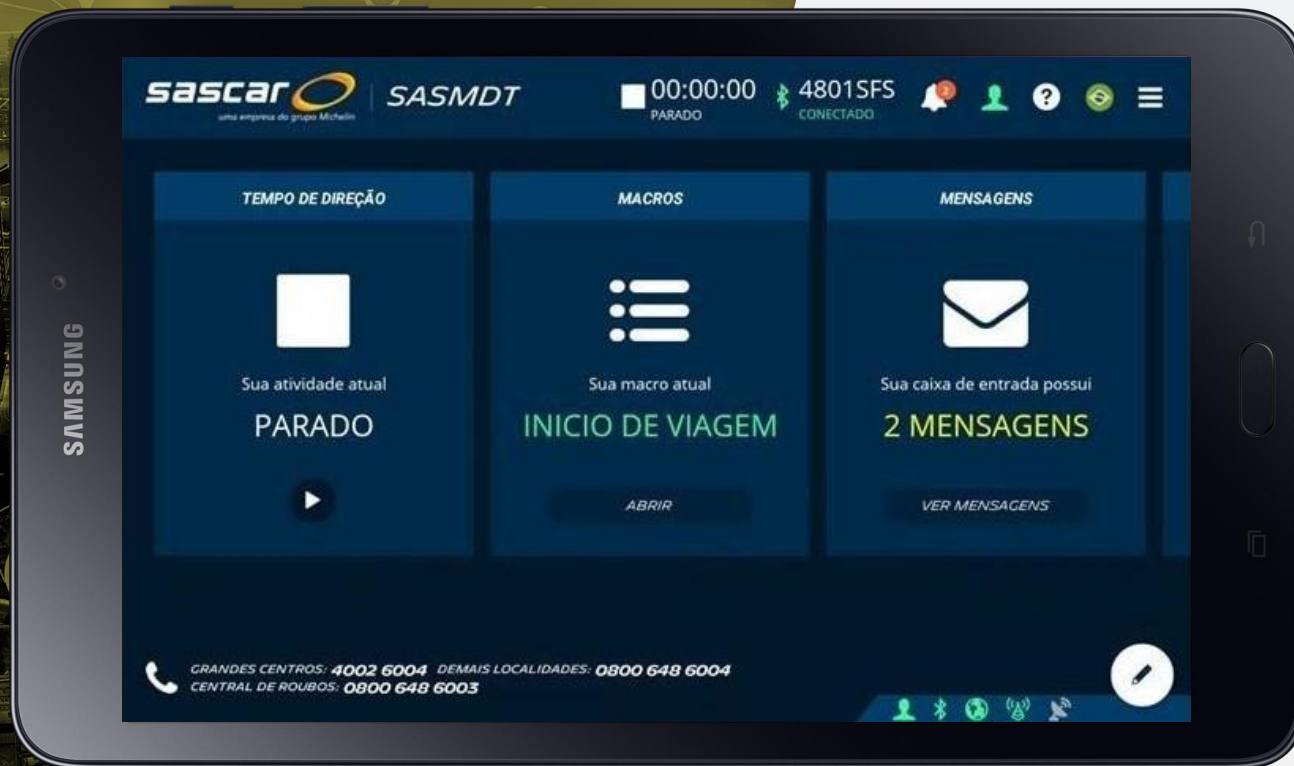 sascar
uma empresa do grupo Michelin
SASMDT
00:00:00
PARADO
4801SFS
CONECTADO
2
?
TEMPO DE DIREÇÃO
Sua atividade atual
PARADO
MACROS
Sua macro atual
INICIO DE VIAGEM
ABRIR
MENSAGENS
Sua caixa de entrada possui
2 MENSAGENS
VER MENSAGENS
GRANDES CENTROS: 4002 6004 DEMAIS LOCALIDADES: 0800 648 6004
CENTRAL DE ROUBOS: 0800 648 6003
SAMSUNG